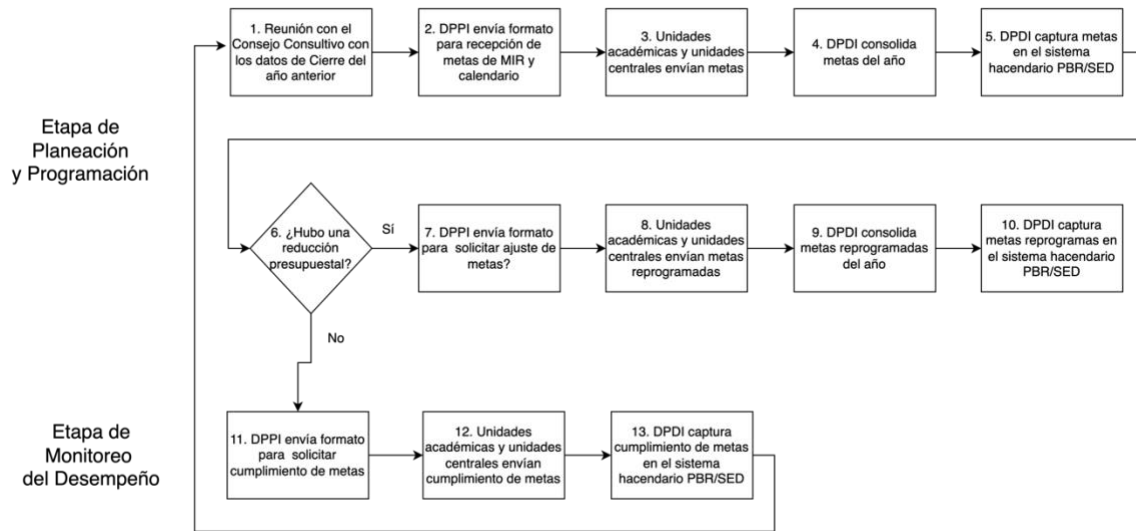 1. Reunión con el
Consejo Consultivo con
los datos de Cierre del
año anterior
2. DPPI envía formato
para recepción de
metas de MIR y
calendario
3. Unidades
académicas y unidades
centrales envían metas
4. DPDI consolida
metas del año
5. DPDI captura metas
en el sistema
hacendario PBR/SED
Etapa de
Planeación
y Programación
6. ¿Hubo una
reducción
presupuestal?
Sí
7. DPPI envía formato
para solicitar ajuste de
metas?
8. Unidades
académicas y unidades
centrales envían metas
reprogramadas
9. DPDI consolida
metas reprogramadas
del año
10. DPDI captura
metas reprogramas en
el sistema hacendario
PBR/SED
No
Etapa de
Monitoreo
del Desempeño
11. DPPI envía formato
para solicitar
cumplimiento de metas
12. Unidades
académicas y unidades
centrales envían
cumplimiento de metas
13. DPDI captura
cumplimiento de metas
en el sistema
hacendario PBR/SED